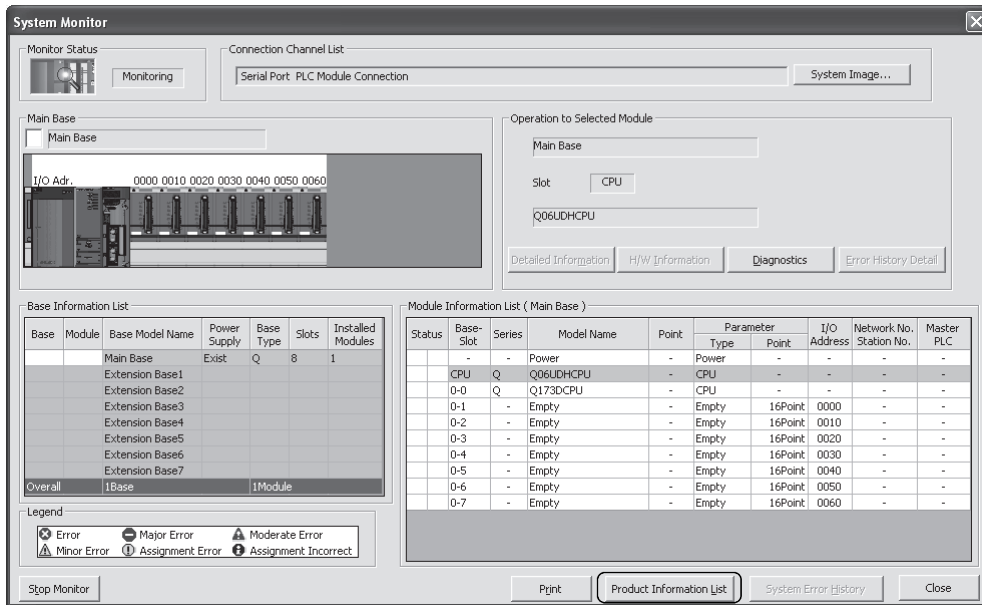 System Monitor
Monitor Status
Monitoring
Connection Channel List
Serial Port PLC Module Connection
System Image...
Main Base
Main Base
I/O Adr. 0000 0010 0020 0030 0040 0050 0060
Operation to Selected Module
Main Base
Slot CPU
Q06UDHCPU
Detailed Information H/W Information Diagnostics Error History Detail
Base Information List
Base Module Base Model Name Power Supply Base Type Slots Installed Modules
Main Base Exist Q 8 1
Extension Base1
Extension Base2
Extension Base3
Extension Base4
Extension Base5
Extension Base6
Extension Base7
Overall 1Base 1Module
Legend
Error Major Error Moderate Error
Minor Error Assignment Error Assignment Incorrect
Module Information List ( Main Base )
Status Base-Slot Series Model Name Point Parameter Type Point I/O Address Network No. Station No. Master PLC
- - Power - Power - - - -
CPU Q Q06UDHCPU - CPU - - - -
0-0 Q Q173DCPU - CPU - - - -
0-1 - Empty - Empty 16Point 0000 - -
0-2 - Empty - Empty 16Point 0010 - -
0-3 - Empty - Empty 16Point 0020 - -
0-4 - Empty - Empty 16Point 0030 - -
0-5 - Empty - Empty 16Point 0040 - -
0-6 - Empty - Empty 16Point 0050 - -
0-7 - Empty - Empty 16Point 0060 - -
Stop Monitor Print Product Information List System Error History Close